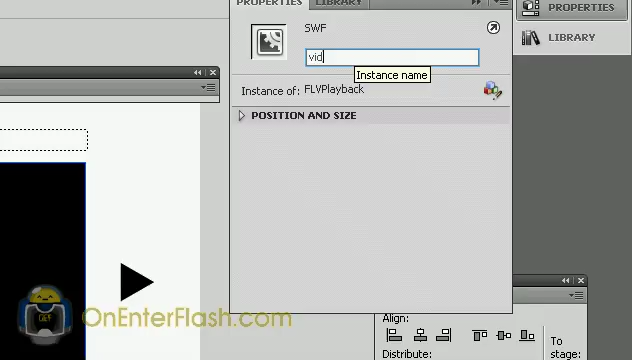 PROPERTIES
LIBRARY
PROPERTIES
LIBRARY
SWF
vid
Instance name
Instance of: FLVPlayback
POSITION AND SIZE
OEF
OnEnterFlash.com
Align:
To
stage:
Distribute: